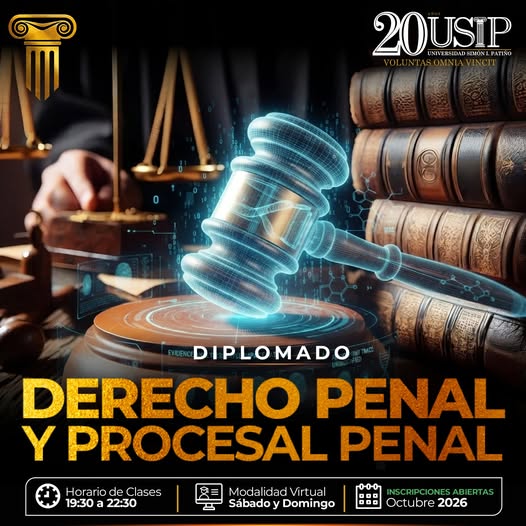 20 USIP
UNIVERSIDAD SIMÓN I. PATIÑO
VOLUNTAS OMNIA VINCIT
DIPLOMADO
DERECHO PENAL
Y PROCESAL PENAL
Horario de Clases
19:30 a 22:30
Modalidad Virtual
Sábado y Domingo
INSCRIPCIONES ABIERTAS
Octubre 2026